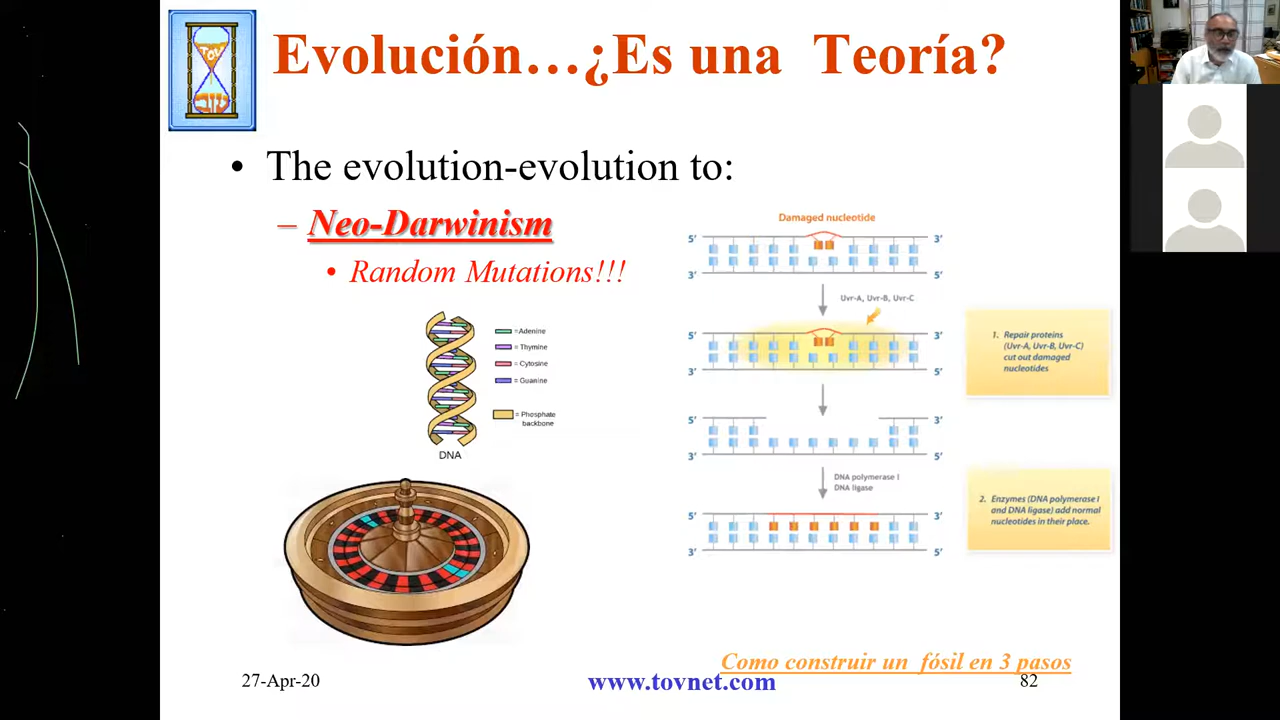 Evolución…¿Es una Teoría?
TOV
• The evolution-evolution to:
– Neo-Darwinism
• Random Mutations!!!
= Adenine
= Thymine
= Cytosine
= Guanine
= Phosphate
backbone
DNA
Damaged nucleotide
5' 3'
3' 5'
Uvr-A, Uvr-B, Uvr-C
5' 3'
3' 5'
1. Repair proteins
(Uvr-A, Uvr-B, Uvr-C)
cut out damaged
nucleotides
5' 3'
3' 5'
DNA polymerase I
DNA ligase
5' 3'
3' 5'
2. Enzymes (DNA polymerase I
and DNA ligase) add normal
nucleotides in their place.
Como construir un fósil en 3 pasos
27-Apr-20
www.tovnet.com
82